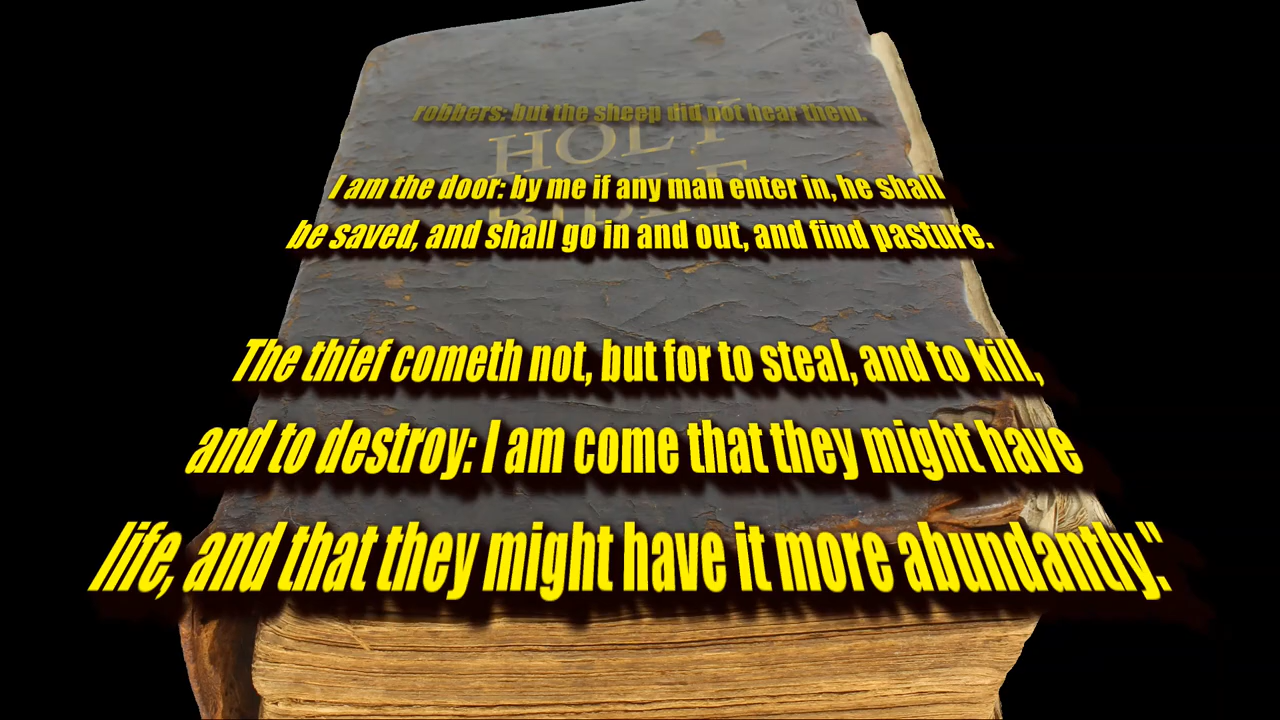 robbers: but the sheep did not hear them.
HOLY
BIBLE
I am the door: by me if any man enter in, he shall
be saved, and shall go in and out, and find pasture.
The thief cometh not, but for to steal, and to kill,
and to destroy: I am come that they might have
life, and that they might have it more abundantly."